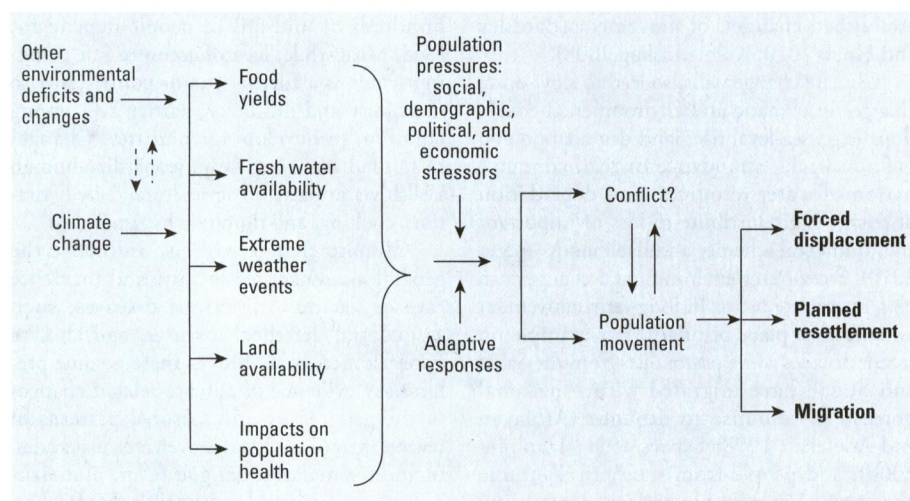 Other
environmental
deficits and
changes
Climate
change
Food
yields
Fresh water
availability
Extreme
weather
events
Land
availability
Impacts on
population
health
Population
pressures:
social,
demographic,
political, and
economic
stressors
Adaptive
responses
Conflict?
Population
movement
Forced
displacement
Planned
resettlement
Migration